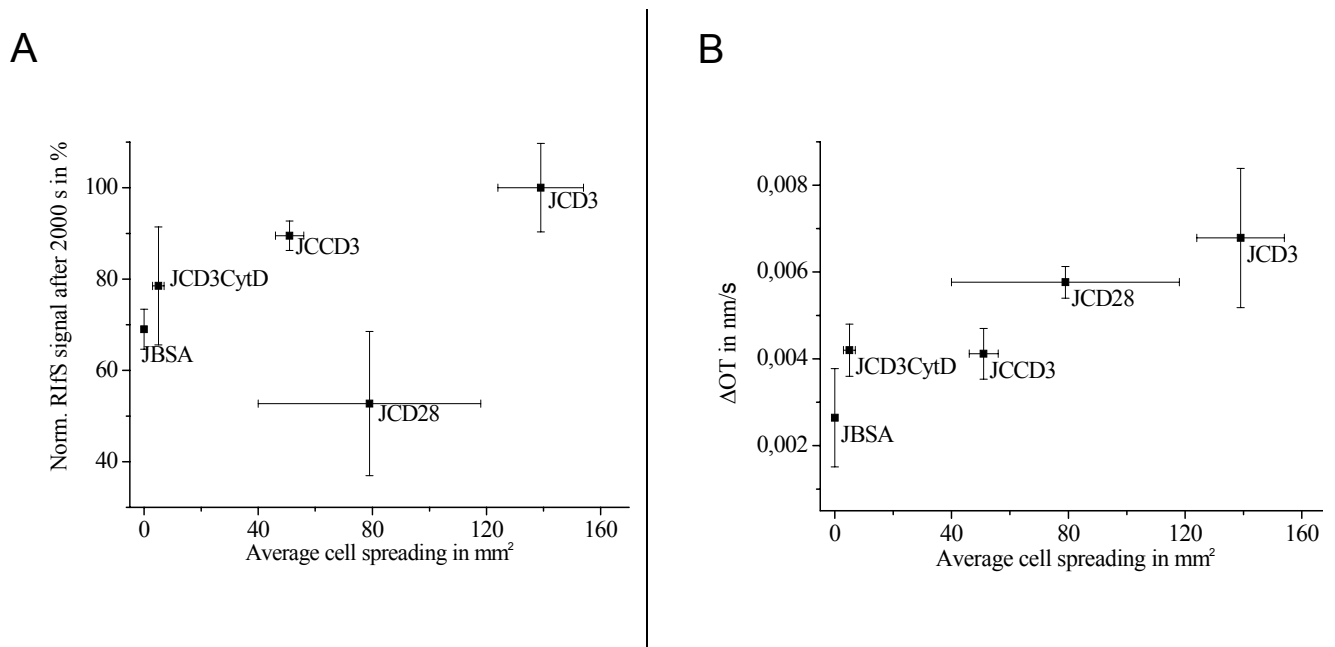 A
Norm. RIfS signal after 2000 s in %
100
80
60
40
JCD3
JCCD3
JCD3CytD
JBSA
JCD28
0 40 80 120 160
Average cell spreading in mm²
B
ΔOT in nm/s
0,008
0,006
0,004
0,002
JCD3
JCD28
JCD3CytD
JCCD3
JBSA
0 40 80 120 160
Average cell spreading in mm²